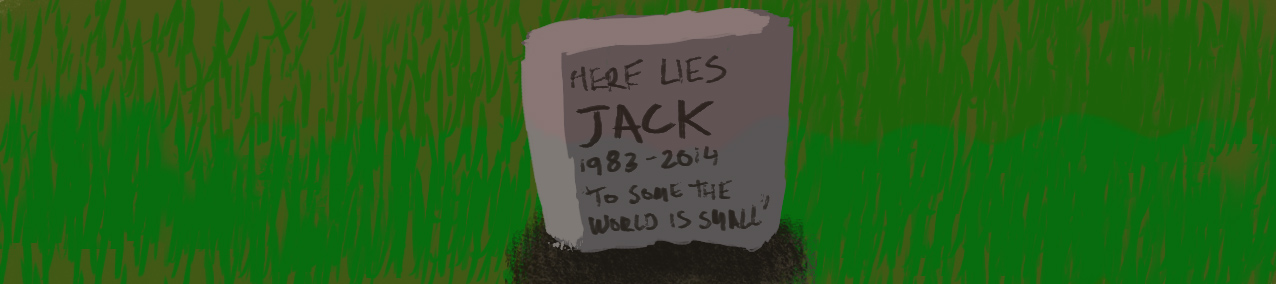 HERE LIES
JACK
1983-2014
"TO SOME THE
WORLD IS SMALL"